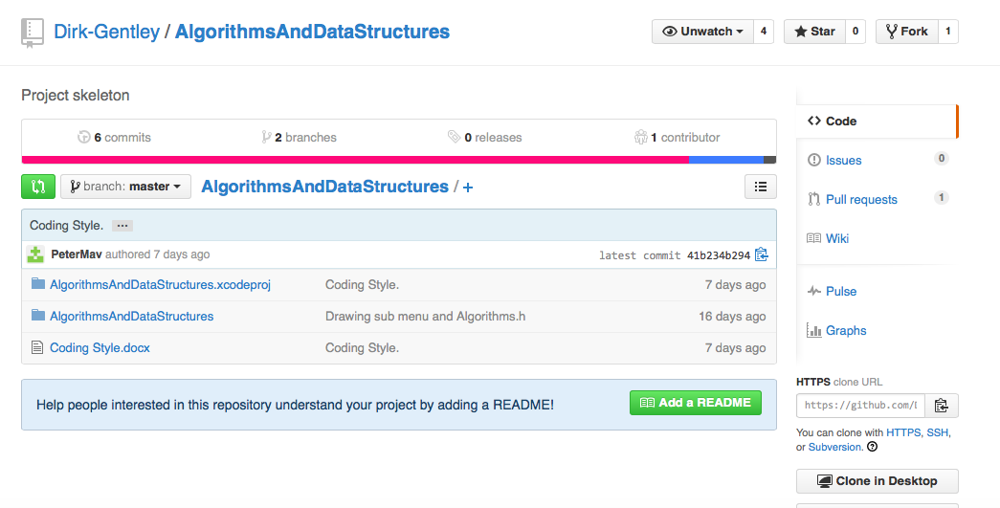 Dirk-Gentley / AlgorithmsAndDataStructures
Unwatch 4 Star 0 Fork 1
Project skeleton
6 commits 2 branches 0 releases 1 contributor
branch: master AlgorithmsAndDataStructures / +
Coding Style. ...
PeterMav authored 7 days ago latest commit 41b234b294
AlgorithmsAndDataStructures.xcodeproj Coding Style. 7 days ago
AlgorithmsAndDataStructures Drawing sub menu and Algorithms.h 16 days ago
Coding Style.docx Coding Style. 7 days ago
Help people interested in this repository understand your project by adding a README! Add a README
Code
Issues 0
Pull requests 1
Wiki
Pulse
Graphs
HTTPS clone URL
https://github.com/
You can clone with HTTPS, SSH,
or Subversion. ?
Clone in Desktop